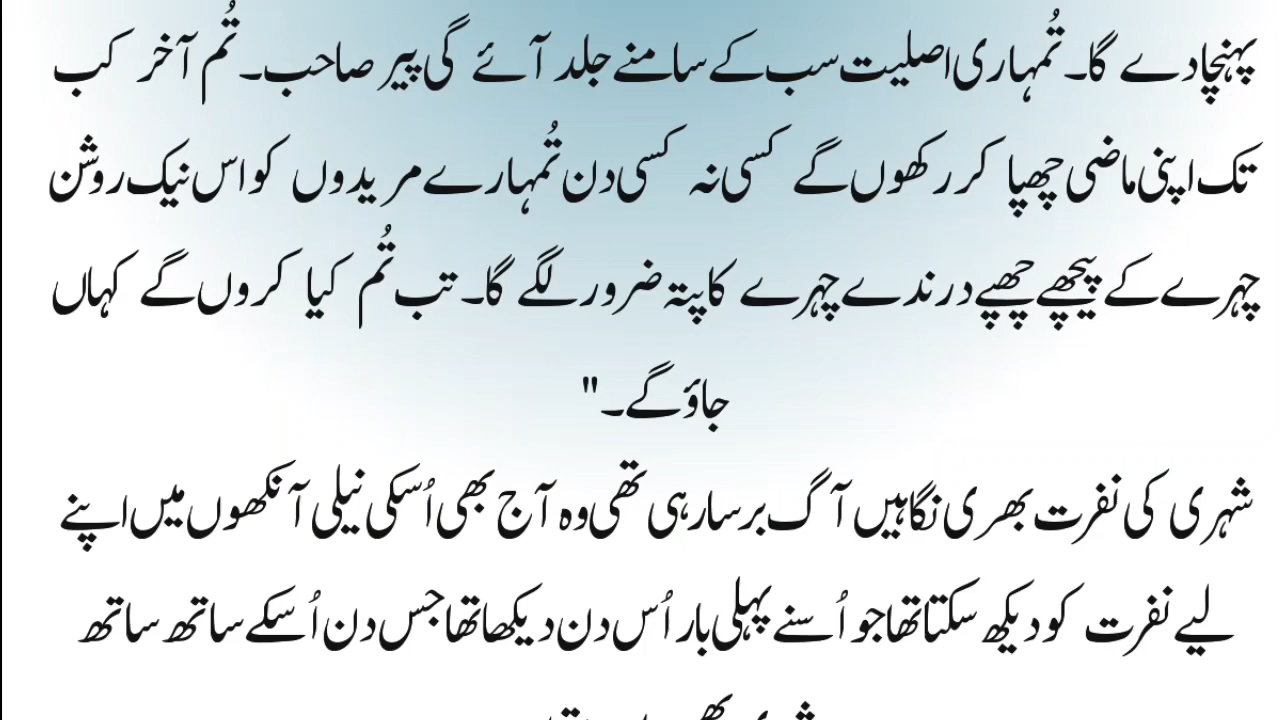 پہنچا دے گا۔ تُمہاری اصلیت سب کے سامنے جلد آئے گی پیر صاحب۔ تُم آخر کب
تک اپنی ماضی چھپا کر رکھوں گے کسی نہ کسی دن تُمہارے مریدوں کو اس نیک روشن
چہرے کے پیچھے چھپے درندے چہرے کا پتہ ضرور لگے گا۔ تب تُم کیا کروں گے کہاں
جاؤ گے۔"
شہری کی نفرت بھری نگاہیں آگ برسا رہی تھی وہ آج بھی اُسکی نیلی آنکھوں میں اپنے
لیے نفرت کو دیکھ سکتا تھا جو اُسنے پہلی بار اُس دن دیکھا تھا جس دن اُسکے ساتھ ساتھ